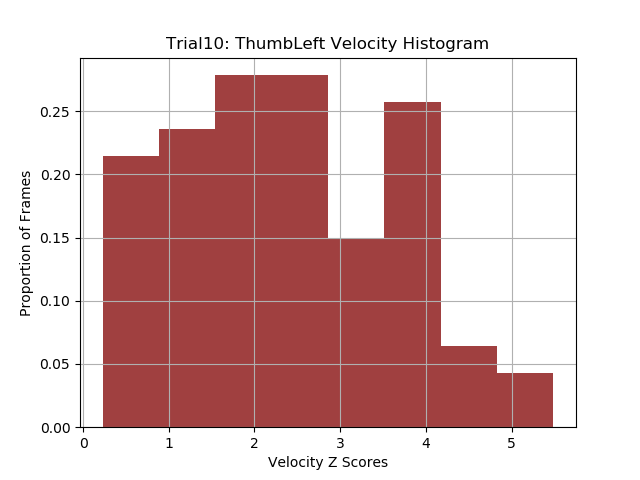 Trial10: ThumbLeft Velocity Histogram
Proportion of Frames
0.25
0.20
0.15
0.10
0.05
0.00
0 1 2 3 4 5
Velocity Z Scores